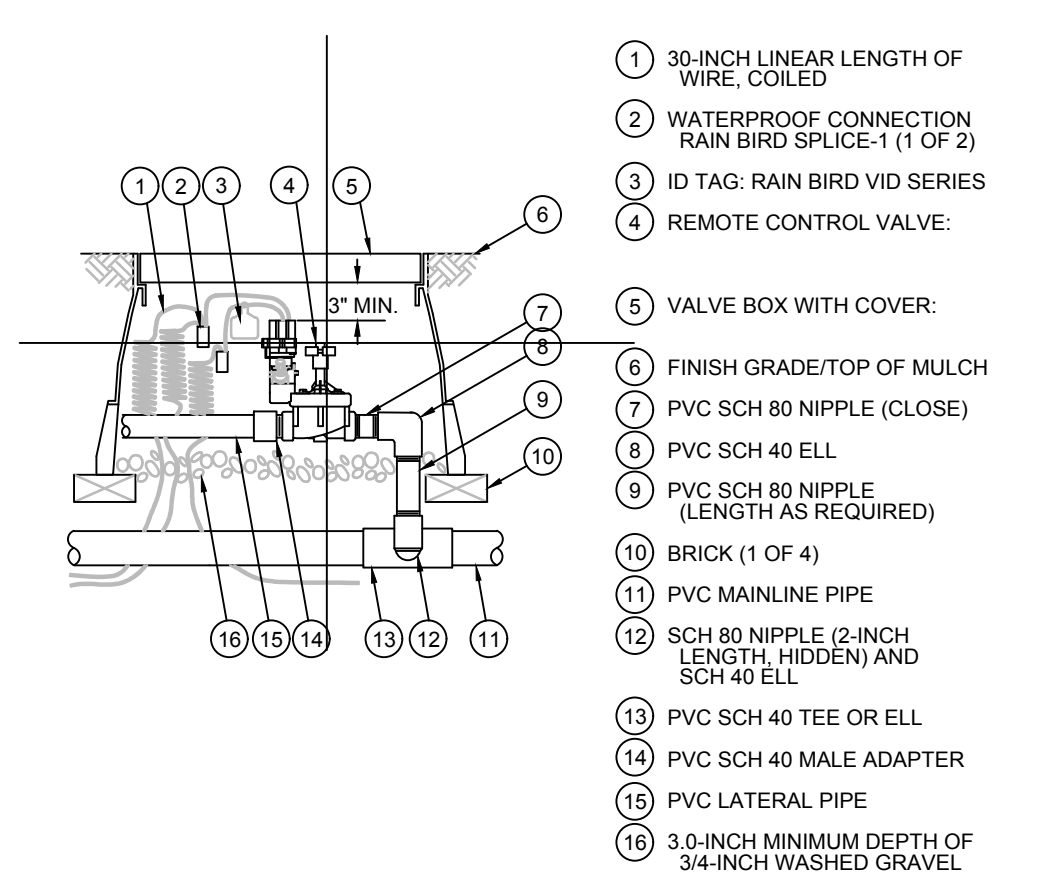 1 30-INCH LINEAR LENGTH OF
WIRE, COILED
2 WATERPROOF CONNECTION
RAIN BIRD SPLICE-1 (1 OF 2)
3 ID TAG: RAIN BIRD VID SERIES
4 REMOTE CONTROL VALVE:
5 VALVE BOX WITH COVER:
6 FINISH GRADE/TOP OF MULCH
7 PVC SCH 80 NIPPLE (CLOSE)
8 PVC SCH 40 ELL
9 PVC SCH 80 NIPPLE
(LENGTH AS REQUIRED)
10 BRICK (1 OF 4)
11 PVC MAINLINE PIPE
12 SCH 80 NIPPLE (2-INCH
LENGTH, HIDDEN) AND
SCH 40 ELL
13 PVC SCH 40 TEE OR ELL
14 PVC SCH 40 MALE ADAPTER
15 PVC LATERAL PIPE
16 3.0-INCH MINIMUM DEPTH OF
3/4-INCH WASHED GRAVEL
1 2 3 4 5
6
3" MIN.
7
8
9
10
16 15 14 13 12 11